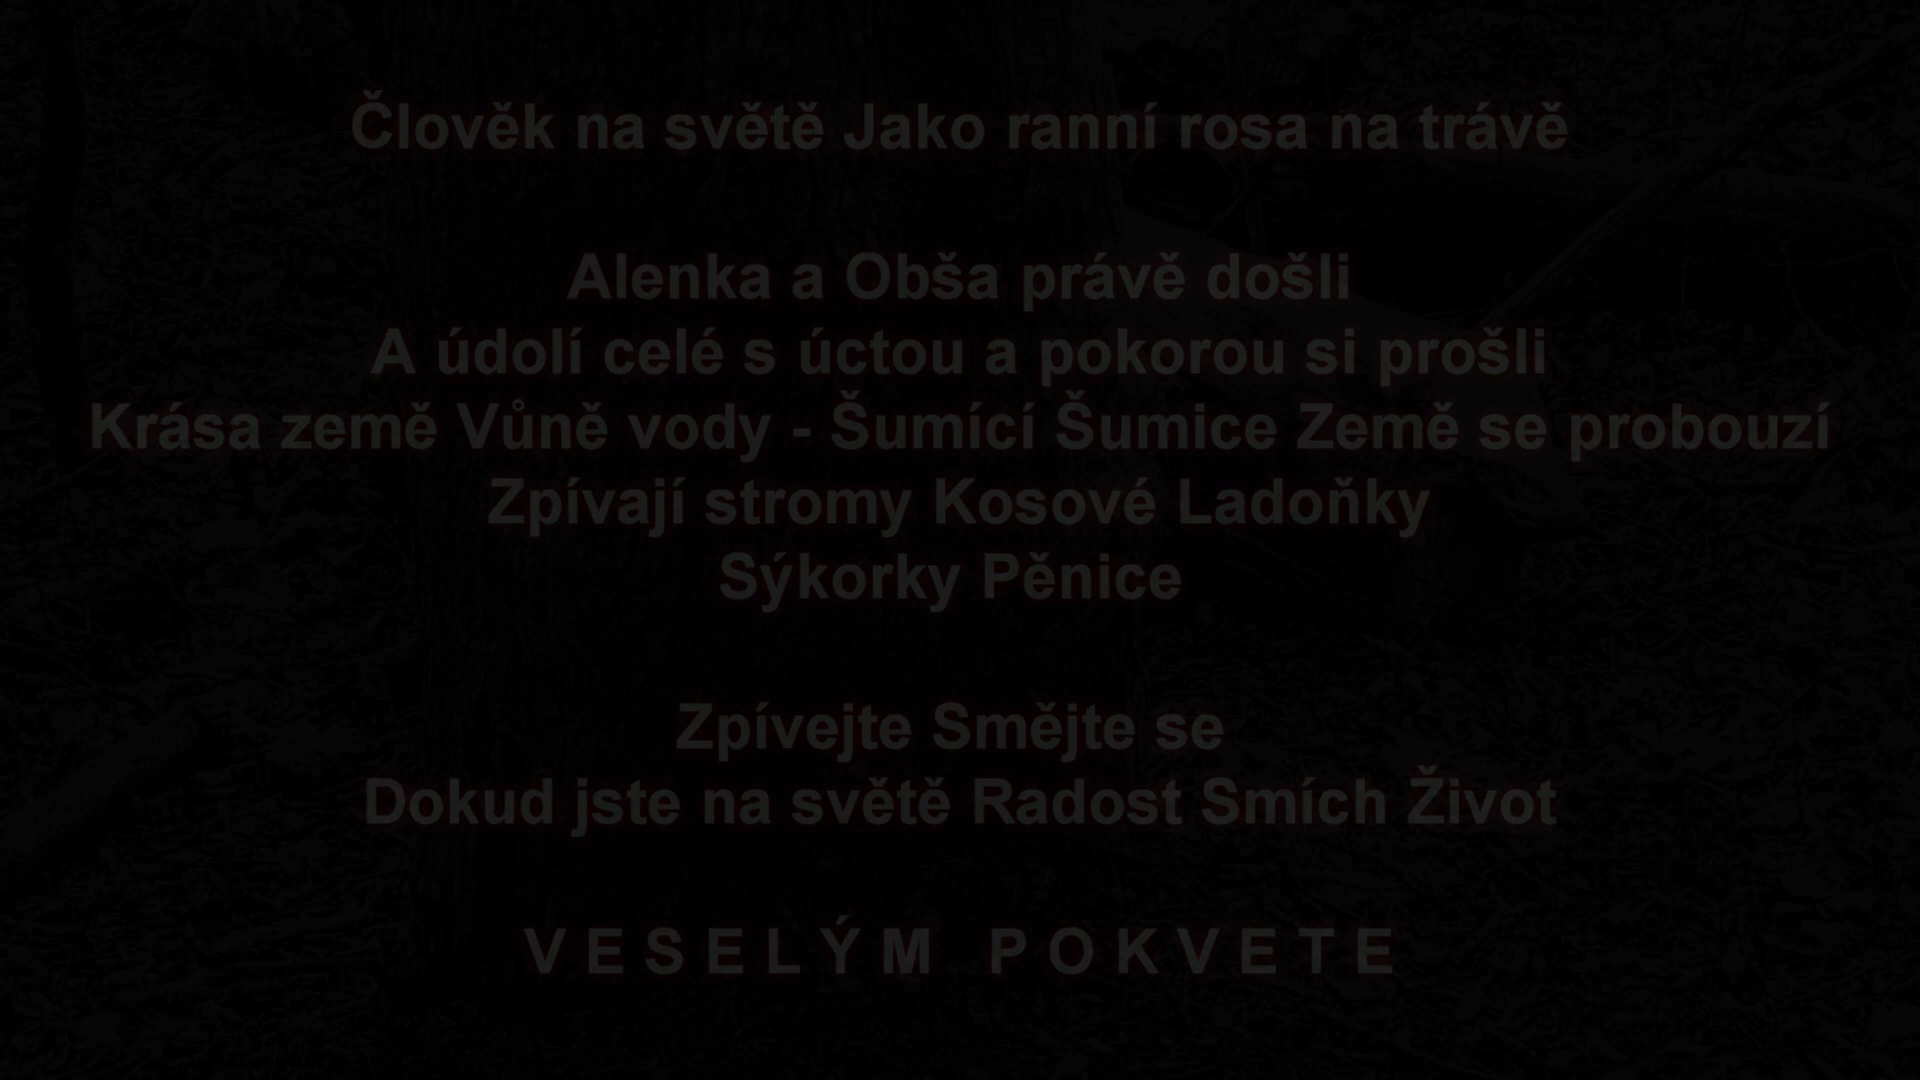 Člověk na světě Jako ranní rosa na trávě
Alenka a Obša právě došli
A údolí celé s úctou a pokorou si prošli
Krása země Vůně vody - Šumící Šumice Země se probouzí
Zpívají stromy Kosové Ladoňky
Sýkorky Pěnice
Zpívejte Smějte se
Dokud jste na světě Radost Smích Život
VESELÝM POKVETE